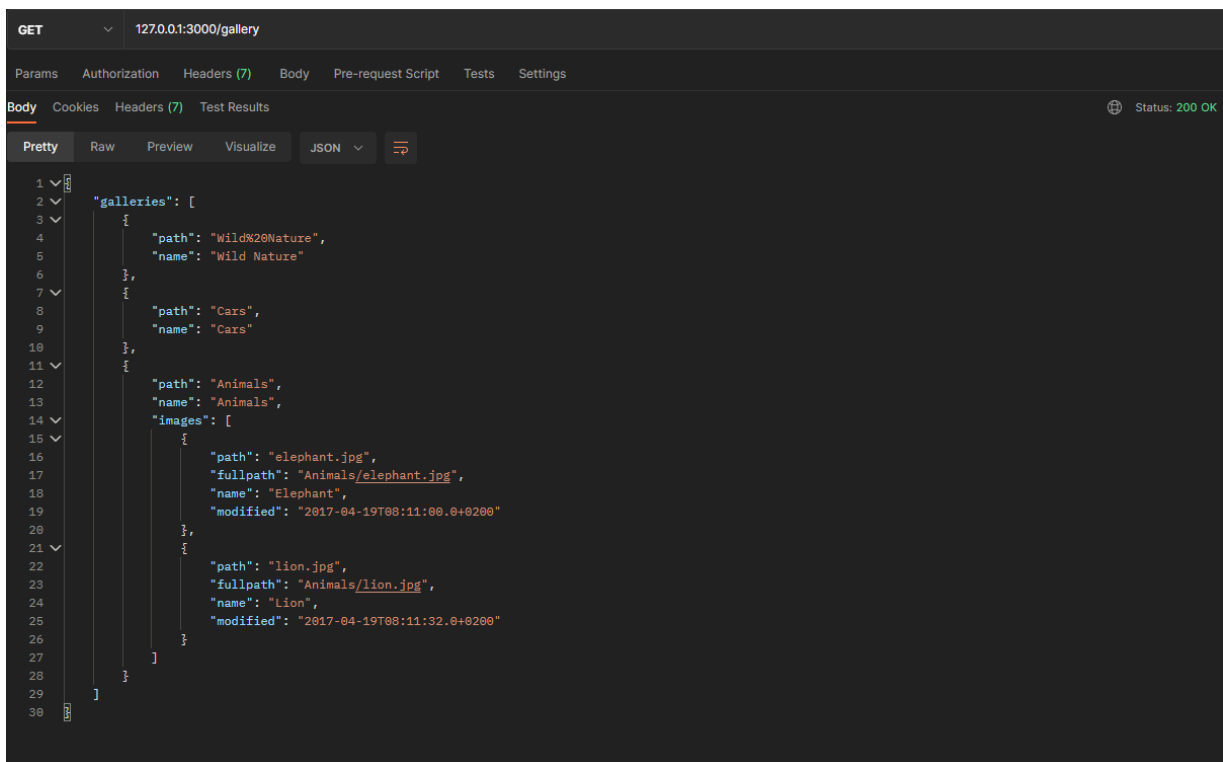 GET 127.0.0.1:3000/gallery
Params Authorization Headers (7) Body Pre-request Script Tests Settings
Body Cookies Headers (7) Test Results Status: 200 OK
Pretty Raw Preview Visualize JSON
1 {
2 "galleries": [
3 {
4 "path": "Wild%20Nature",
5 "name": "Wild Nature"
6 },
7 {
8 "path": "Cars",
9 "name": "Cars"
10 },
11 {
12 "path": "Animals",
13 "name": "Animals",
14 "images": [
15 {
16 "path": "elephant.jpg",
17 "fullpath": "Animals/elephant.jpg",
18 "name": "Elephant",
19 "modified": "2017-04-19T08:11:00.0+0200"
20 },
21 {
22 "path": "lion.jpg",
23 "fullpath": "Animals/lion.jpg",
24 "name": "Lion",
25 "modified": "2017-04-19T08:11:32.0+0200"
26 }
27 ]
28 }
29 ]
30 }